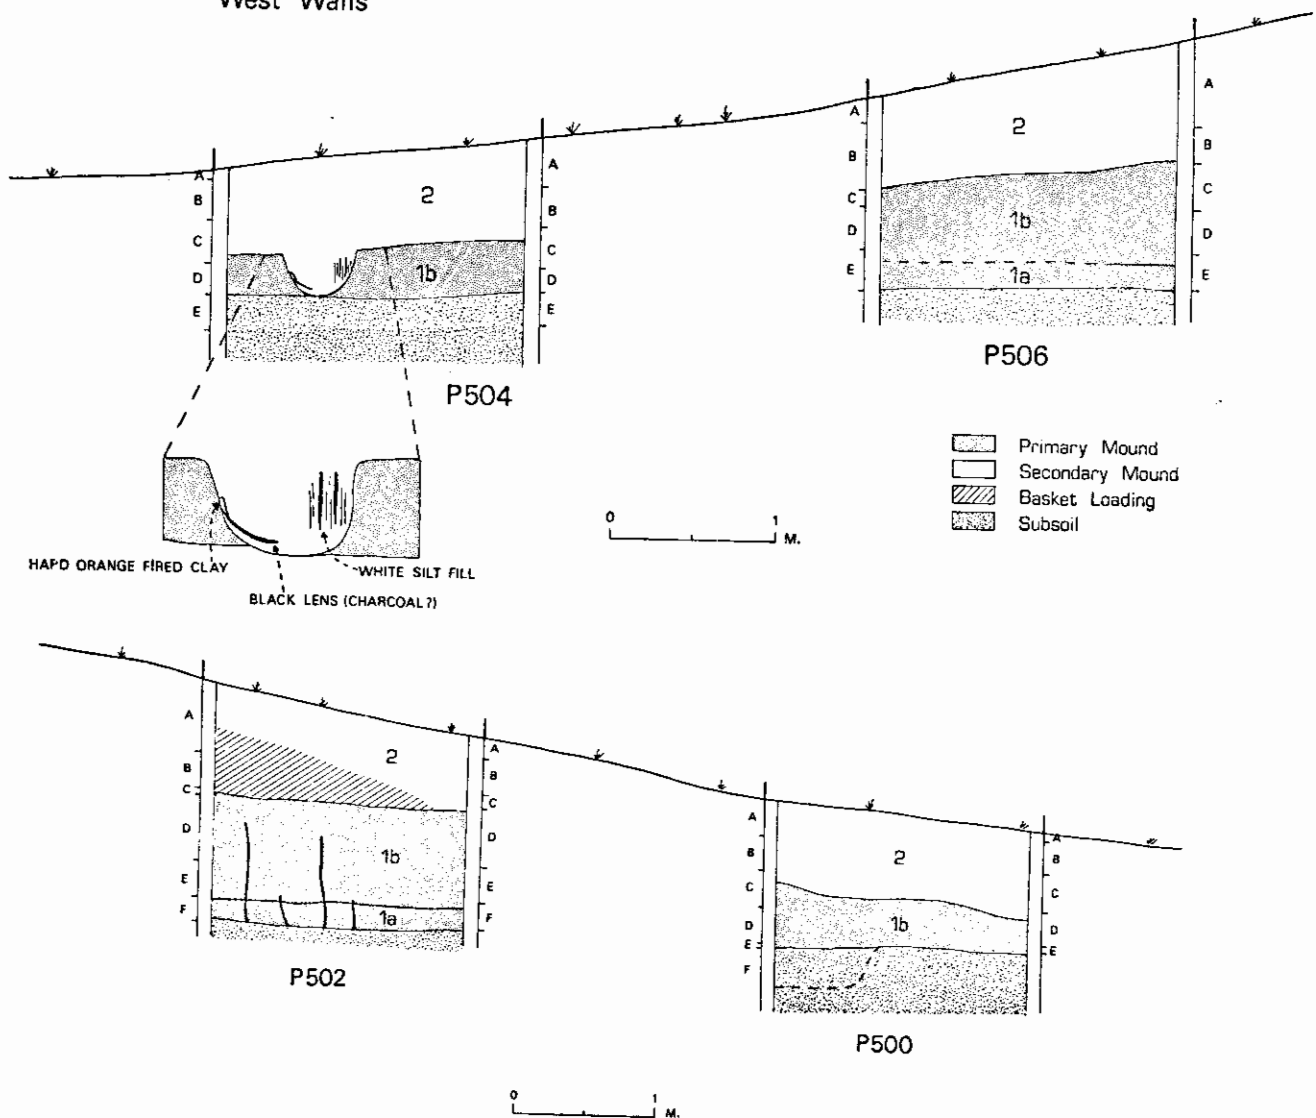 West Walls
A
B
C
D
E
2
1b
A
B
C
D
E
P504
A
B
C
D
E
2
1b
1a
A
B
C
D
E
P506
HARD ORANGE FIRED CLAY
BLACK LENS (CHARCOAL?)
WHITE SILT FILL
0 1
M.
Primary Mound
Secondary Mound
Basket Loading
Subsoil
A
B
C
D
E
F
2
1b
1a
A
B
C
D
E
F
P502
A
B
C
D
E
F
2
1b
A
B
C
D
E
P500
0 1
M.